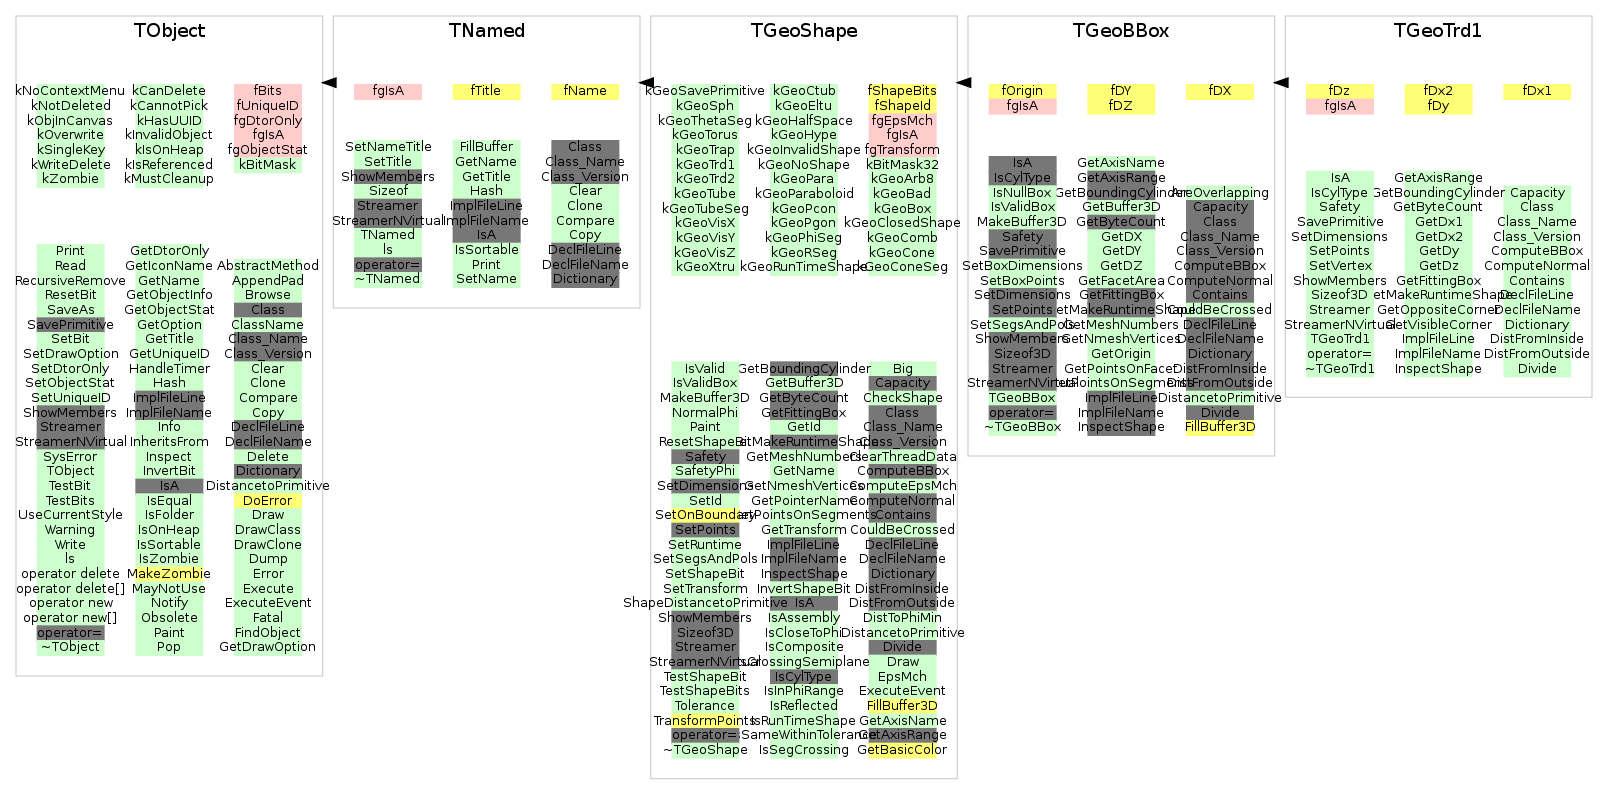 TObject
kNoContextMenu
kNotDeleted
kObjInCanvas
kOverwrite
kSingleKey
kWriteDelete
kZombie
kCanDelete
kCannotPick
kHasUUID
kInvalidObject
kIsOnHeap
kIsReferenced
kMustCleanup
fBits
fUniqueID
fgDtorOnly
fgIsA
fgObjectStat
kBitMask
Print
Read
RecursiveRemove
ResetBit
SaveAs
SavePrimitive
SetBit
SetDrawOption
SetDtorOnly
SetObjectStat
SetUniqueID
ShowMembers
Streamer
StreamerNVirtual
SysError
TObject
TestBit
TestBits
UseCurrentStyle
Warning
Write
ls
operator delete
operator delete[]
operator new
operator new[]
operator=
~TObject
GetDtorOnly
GetIconName
GetName
GetObjectInfo
GetObjectStat
GetOption
GetTitle
GetUniqueID
HandleTimer
Hash
ImplFileLine
ImplFileName
Info
InheritsFrom
Inspect
InvertBit
IsA
IsEqual
IsFolder
IsOnHeap
IsSortable
IsZombie
MakeZombie
MayNotUse
Notify
Obsolete
Paint
Pop
AbstractMethod
AppendPad
Browse
Class
ClassName
Class_Name
Class_Version
Clear
Clone
Compare
Copy
DeclFileLine
DeclFileName
Delete
Dictionary
DistancetoPrimitive
DoError
Draw
DrawClass
DrawClone
Dump
Error
Execute
ExecuteEvent
Fatal
FindObject
GetDrawOption
TNamed
fgIsA
fTitle
fName
SetNameTitle
SetTitle
ShowMembers
Sizeof
Streamer
StreamerNVirtual
TNamed
ls
operator=
~TNamed
FillBuffer
GetName
GetTitle
Hash
ImplFileLine
ImplFileName
IsA
IsSortable
Print
SetName
Class
Class_Name
Class_Version
Clear
Clone
Compare
Copy
DeclFileLine
DeclFileName
Dictionary
TGeoShape
kGeoSavePrimitive
kGeoSph
kGeoThetaSeg
kGeoTorus
kGeoTrap
kGeoTrd1
kGeoTrd2
kGeoTube
kGeoTubeSeg
kGeoVisX
kGeoVisY
kGeoVisZ
kGeoXtru
kGeoCtub
kGeoEltu
kGeoHalfSpace
kGeoHype
kGeoInvalidShape
kGeoNoShape
kGeoPara
kGeoParaboloid
kGeoPcon
kGeoPgon
kGeoPhiSeg
kGeoRSeg
kGeoRunTimeShape
fShapeBits
fShapeId
fgEpsMch
fgIsA
fgTransform
kBitMask32
kGeoArb8
kGeoBad
kGeoBox
kGeoClosedShape
kGeoComb
kGeoCone
kGeoConeSeg
IsValid
IsValidBox
MakeBuffer3D
NormalPhi
Paint
ResetShapeBit
Safety
SafetyPhi
SetDimensions
SetId
SetOnBoundary
SetPoints
SetRuntime
SetSegsAndPols
SetShapeBit
SetTransform
ShapeDistancetoPrimitive
ShowMembers
Sizeof3D
Streamer
StreamerNVirtual
TestShapeBit
TestShapeBits
Tolerance
TransformPoints
operator=
~TGeoShape
GetBoundingCylinder
GetBuffer3D
GetByteCount
GetFittingBox
GetId
etMakeRuntimeShape
GetMeshNumbers
GetName
GetNmeshVertices
GetPointerName
etPointsOnSegments
GetTransform
ImplFileLine
ImplFileName
InspectShape
InvertShapeBit
IsA
IsAssembly
IsCloseToPhi
IsComposite
IsCrossingSemiplane
IsCylType
IsInPhiRange
IsReflected
IsRunTimeShape
sSameWithinTolerance
IsSegCrossing
Big
Capacity
CheckShape
Class
Class_Name
Class_Version
ClearThreadData
ComputeBBox
ComputeEpsMch
ComputeNormal
Contains
CouldBeCrossed
DeclFileLine
DeclFileName
Dictionary
DistFromInside
DistFromOutside
DistToPhiMin
DistancetoPrimitive
Divide
Draw
EpsMch
ExecuteEvent
FillBuffer3D
GetAxisName
GetAxisRange
GetBasicColor
TGeoBBox
fOrigin
fgIsA
fDY
fDZ
fDX
IsA
IsCylType
IsNullBox
IsValidBox
MakeBuffer3D
Safety
SavePrimitive
SetBoxDimensions
SetBoxPoints
SetDimensions
SetPoints
SetSegsAndPols
ShowMembers
Sizeof3D
Streamer
StreamerNVirtual
TGeoBBox
operator=
~TGeoBBox
GetAxisName
GetAxisRange
GetBoundingCylinder
GetBuffer3D
GetByteCount
GetDX
GetDY
GetDZ
GetFacetArea
GetFittingBox
etMakeRuntimeShape
GetMeshNumbers
GetNmeshVertices
GetOrigin
GetPointsOnFacet
etPointsOnSegments
ImplFileLine
ImplFileName
InspectShape
AreOverlapping
Capacity
Class
Class_Name
Class_Version
ComputeBBox
ComputeNormal
Contains
CouldBeCrossed
DeclFileLine
DeclFileName
Dictionary
DistFromInside
DistFromOutside
DistancetoPrimitive
Divide
FillBuffer3D
TGeoTrd1
fDz
fgIsA
fDx2
fDy
fDx1
IsA
IsCylType
Safety
SavePrimitive
SetDimensions
SetPoints
SetVertex
ShowMembers
Sizeof3D
Streamer
StreamerNVirtual
TGeoTrd1
operator=
~TGeoTrd1
GetAxisRange
GetBoundingCylinder
GetByteCount
GetDx1
GetDx2
GetDy
GetDz
GetFittingBox
etMakeRuntimeShape
GetOppositeCorner
GetVisibleCorner
ImplFileLine
ImplFileName
InspectShape
Capacity
Class
Class_Name
Class_Version
ComputeBBox
ComputeNormal
Contains
DeclFileLine
DeclFileName
Dictionary
DistFromInside
DistFromOutside
Divide